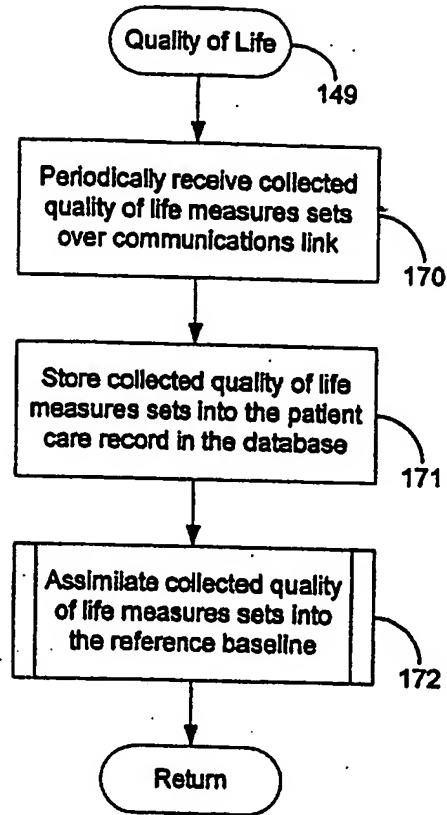 Quality of Life
149
Periodically receive collected
quality of life measures sets
over communications link
170
Store collected quality of life
measures sets into the patient
care record in the database
171
Assimilate collected quality
of life measures sets into
the reference baseline
172
Return